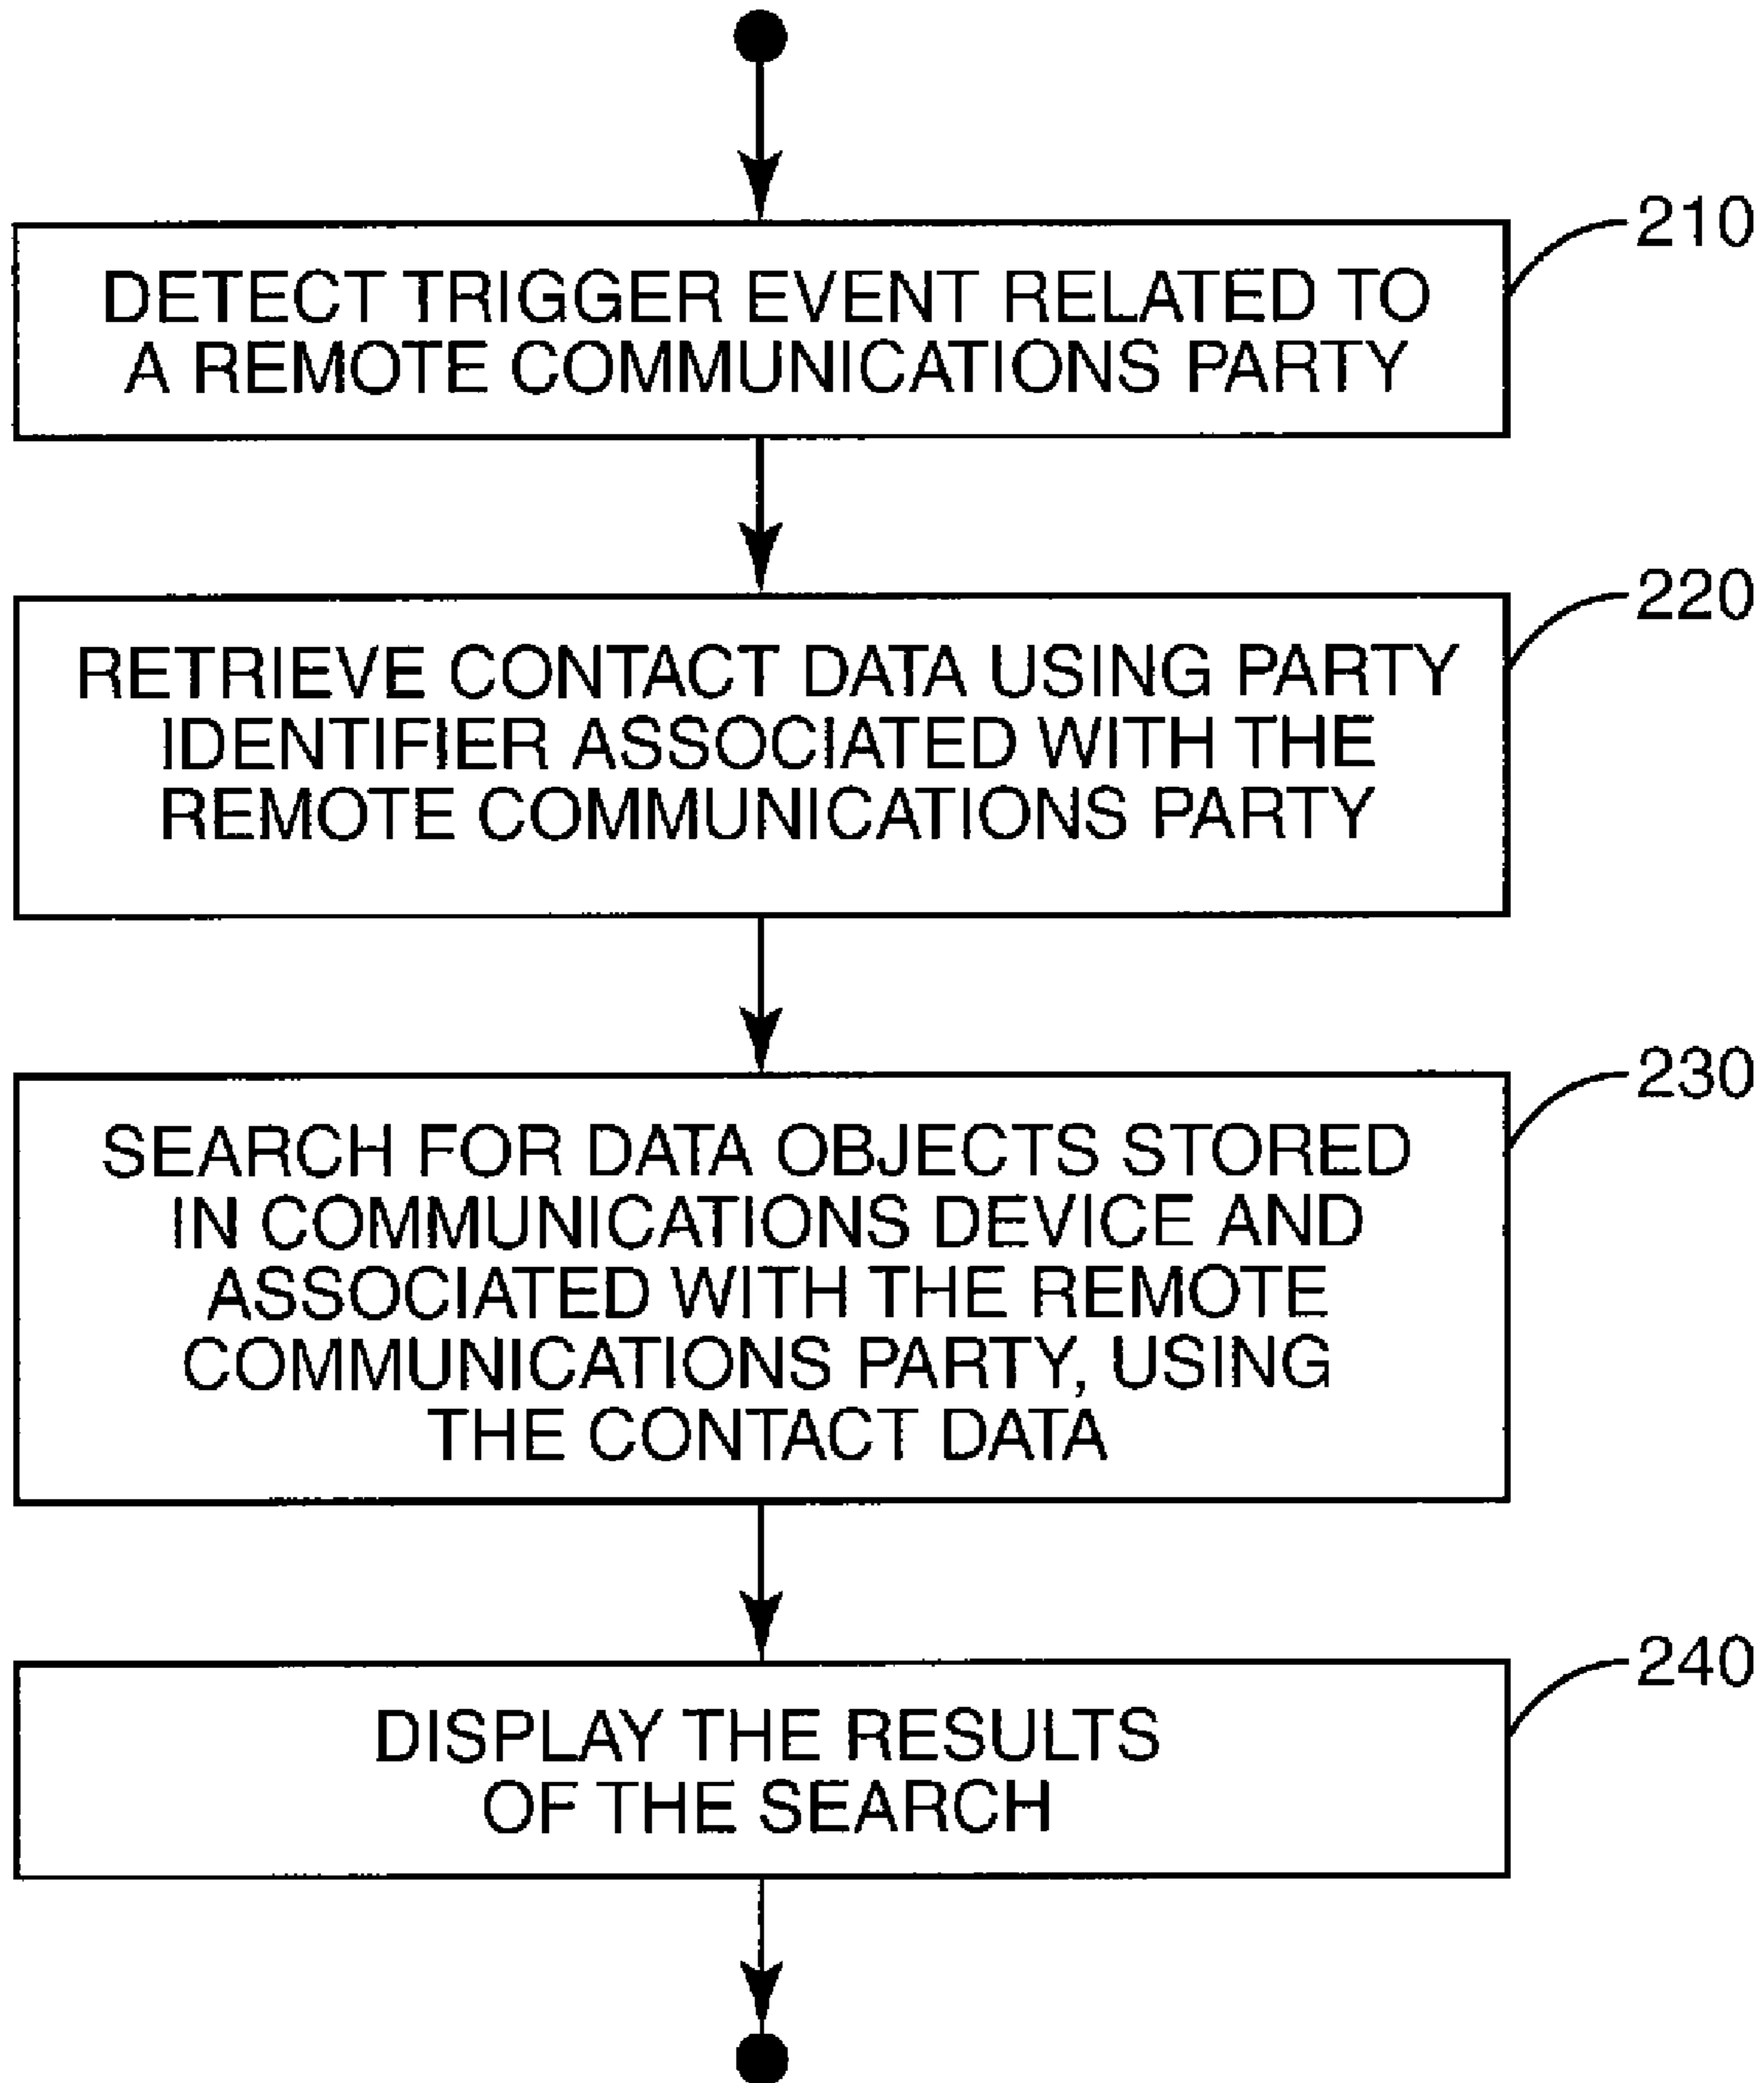 210
DETECT TRIGGER EVENT RELATED TO
A REMOTE COMMUNICATIONS PARTY
220
RETRIEVE CONTACT DATA USING PARTY
IDENTIFIER ASSOCIATED WITH THE
REMOTE COMMUNICATIONS PARTY
230
SEARCH FOR DATA OBJECTS STORED
IN COMMUNICATIONS DEVICE AND
ASSOCIATED WITH THE REMOTE
COMMUNICATIONS PARTY, USING
THE CONTACT DATA
240
DISPLAY THE RESULTS
OF THE SEARCH